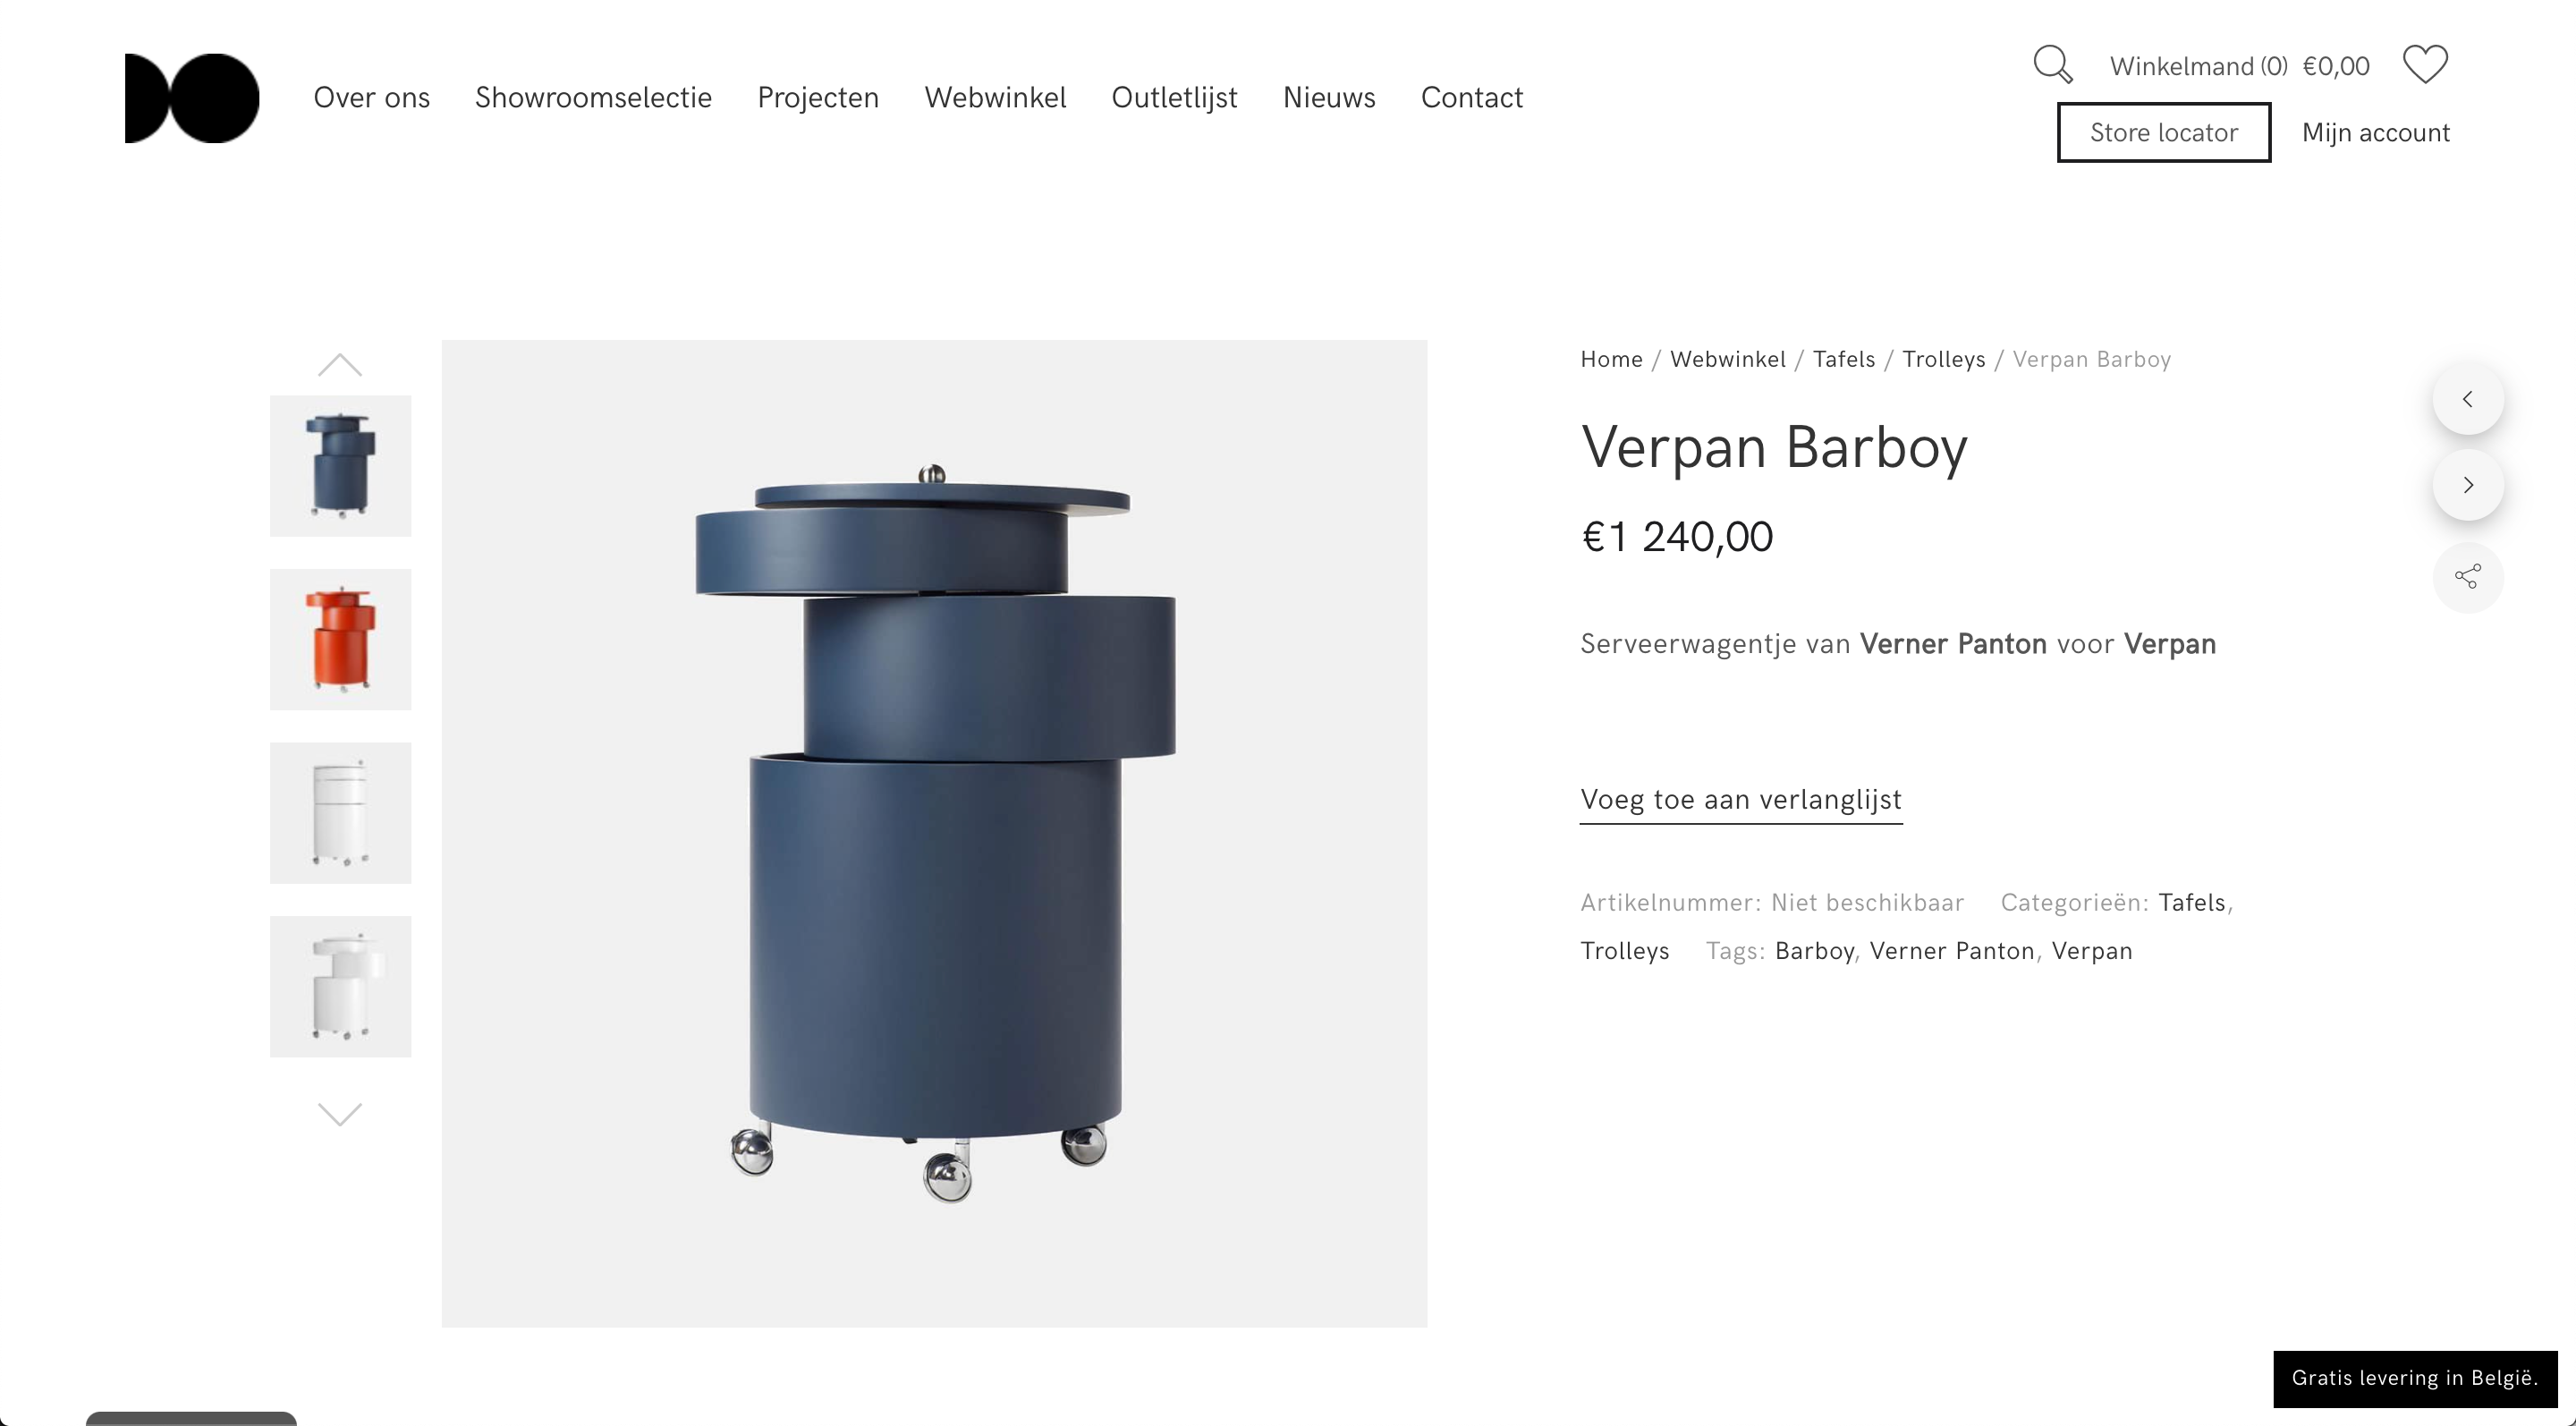 Over ons Showroomselectie Projecten Webwinkel Outletlijst Nieuws Contact
Winkelmand (0) €0,00
Store locator Mijn account
Home / Webwinkel / Tafels / Trolleys / Verpan Barboy
Verpan Barboy
€1 240,00
Serveerwagentje van Verner Panton voor Verpan
Voeg toe aan verlanglijst
Artikelnummer: Niet beschikbaar Categorieën: Tafels,
Trolleys Tags: Barboy, Verner Panton, Verpan
Gratis levering in België.